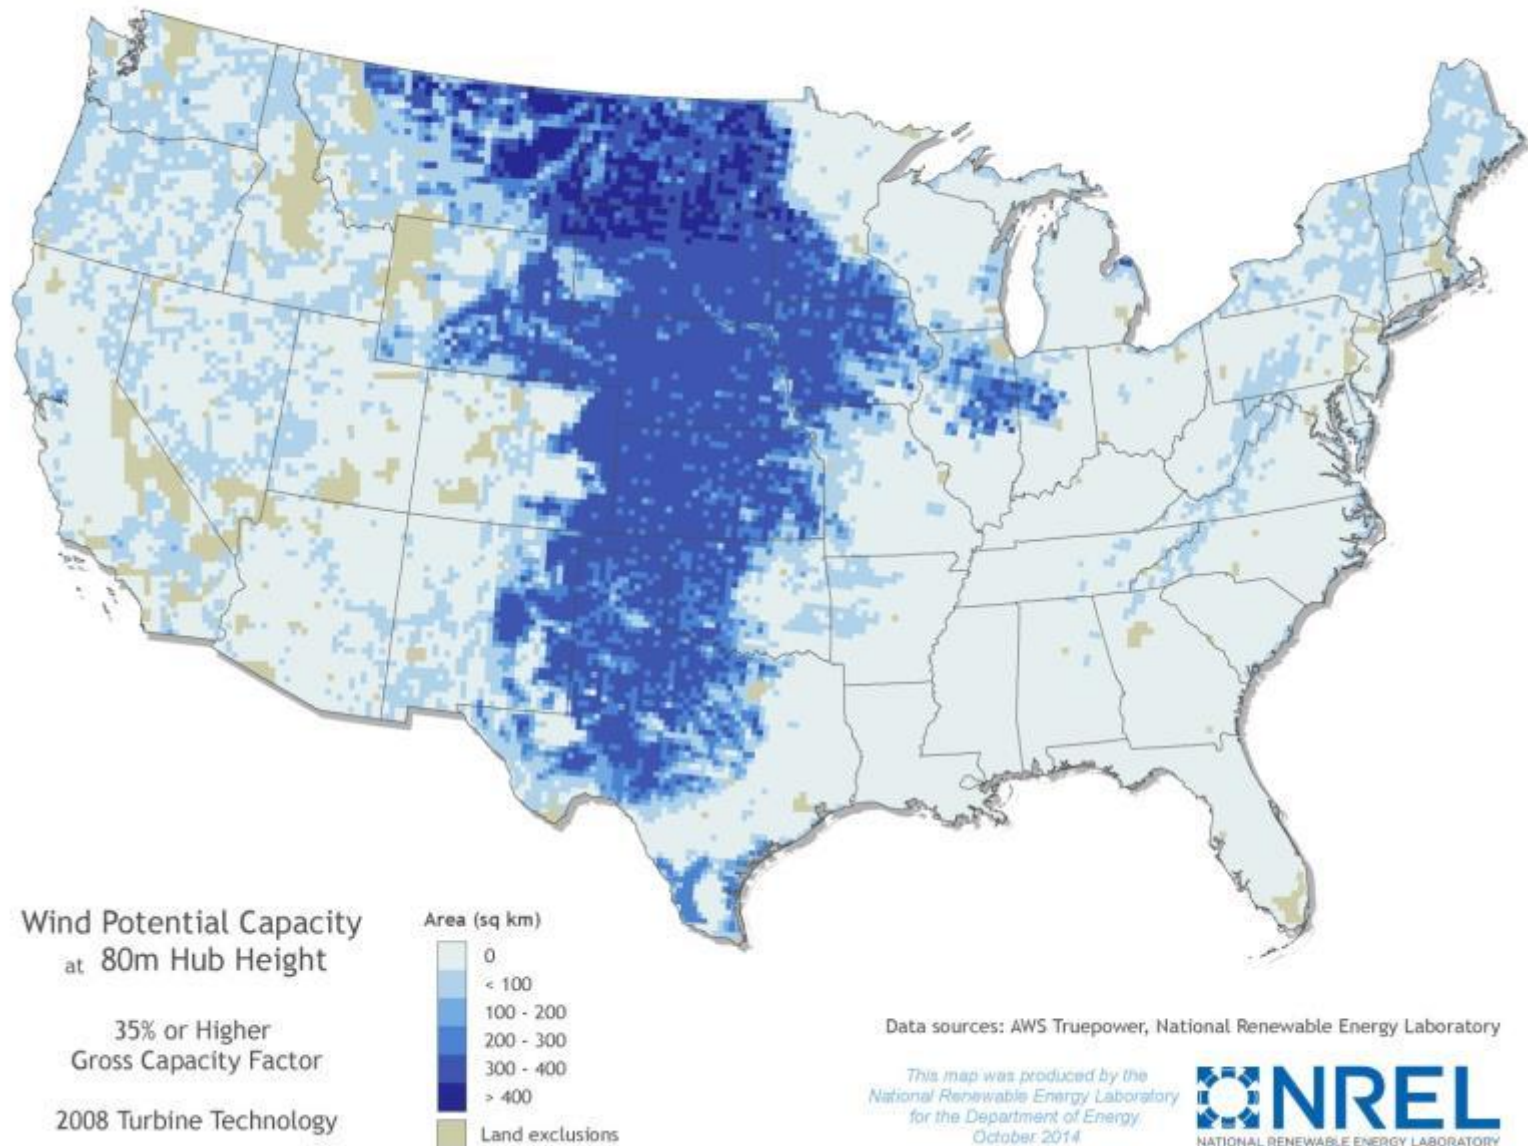 Wind Potential Capacity
at 80m Hub Height
35% or Higher
Gross Capacity Factor
2008 Turbine Technology
Area (sq km)
0
< 100
100 - 200
200 - 300
300 - 400
> 400
Land exclusions
Data sources: AWS Truepower, National Renewable Energy Laboratory
This map was produced by the
National Renewable Energy Laboratory
for the Department of Energy
October 2014
NREL
NATIONAL RENEWABLE ENERGY LABORATORY